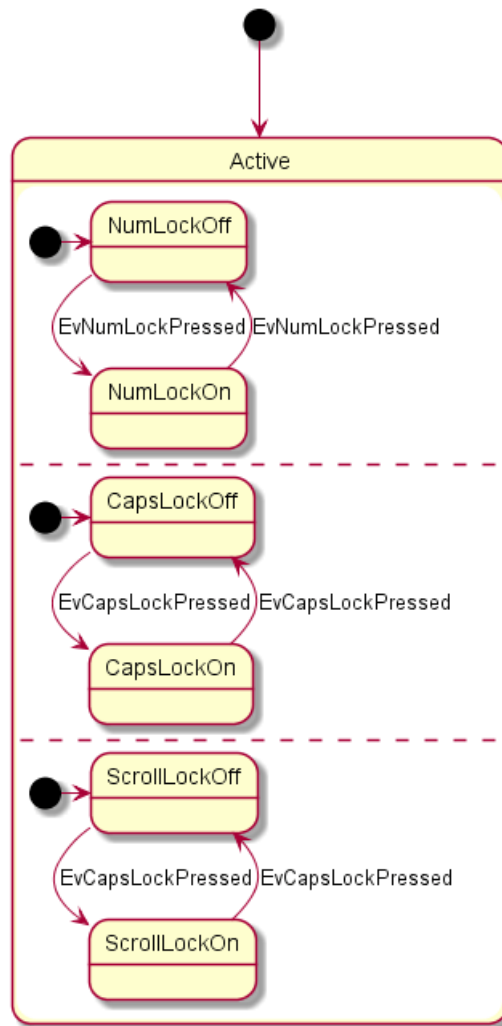 Active
NumLockOff
EvNumLockPressed EvNumLockPressed
NumLockOn
CapsLockOff
EvCapsLockPressed EvCapsLockPressed
CapsLockOn
ScrollLockOff
EvCapsLockPressed EvCapsLockPressed
ScrollLockOn